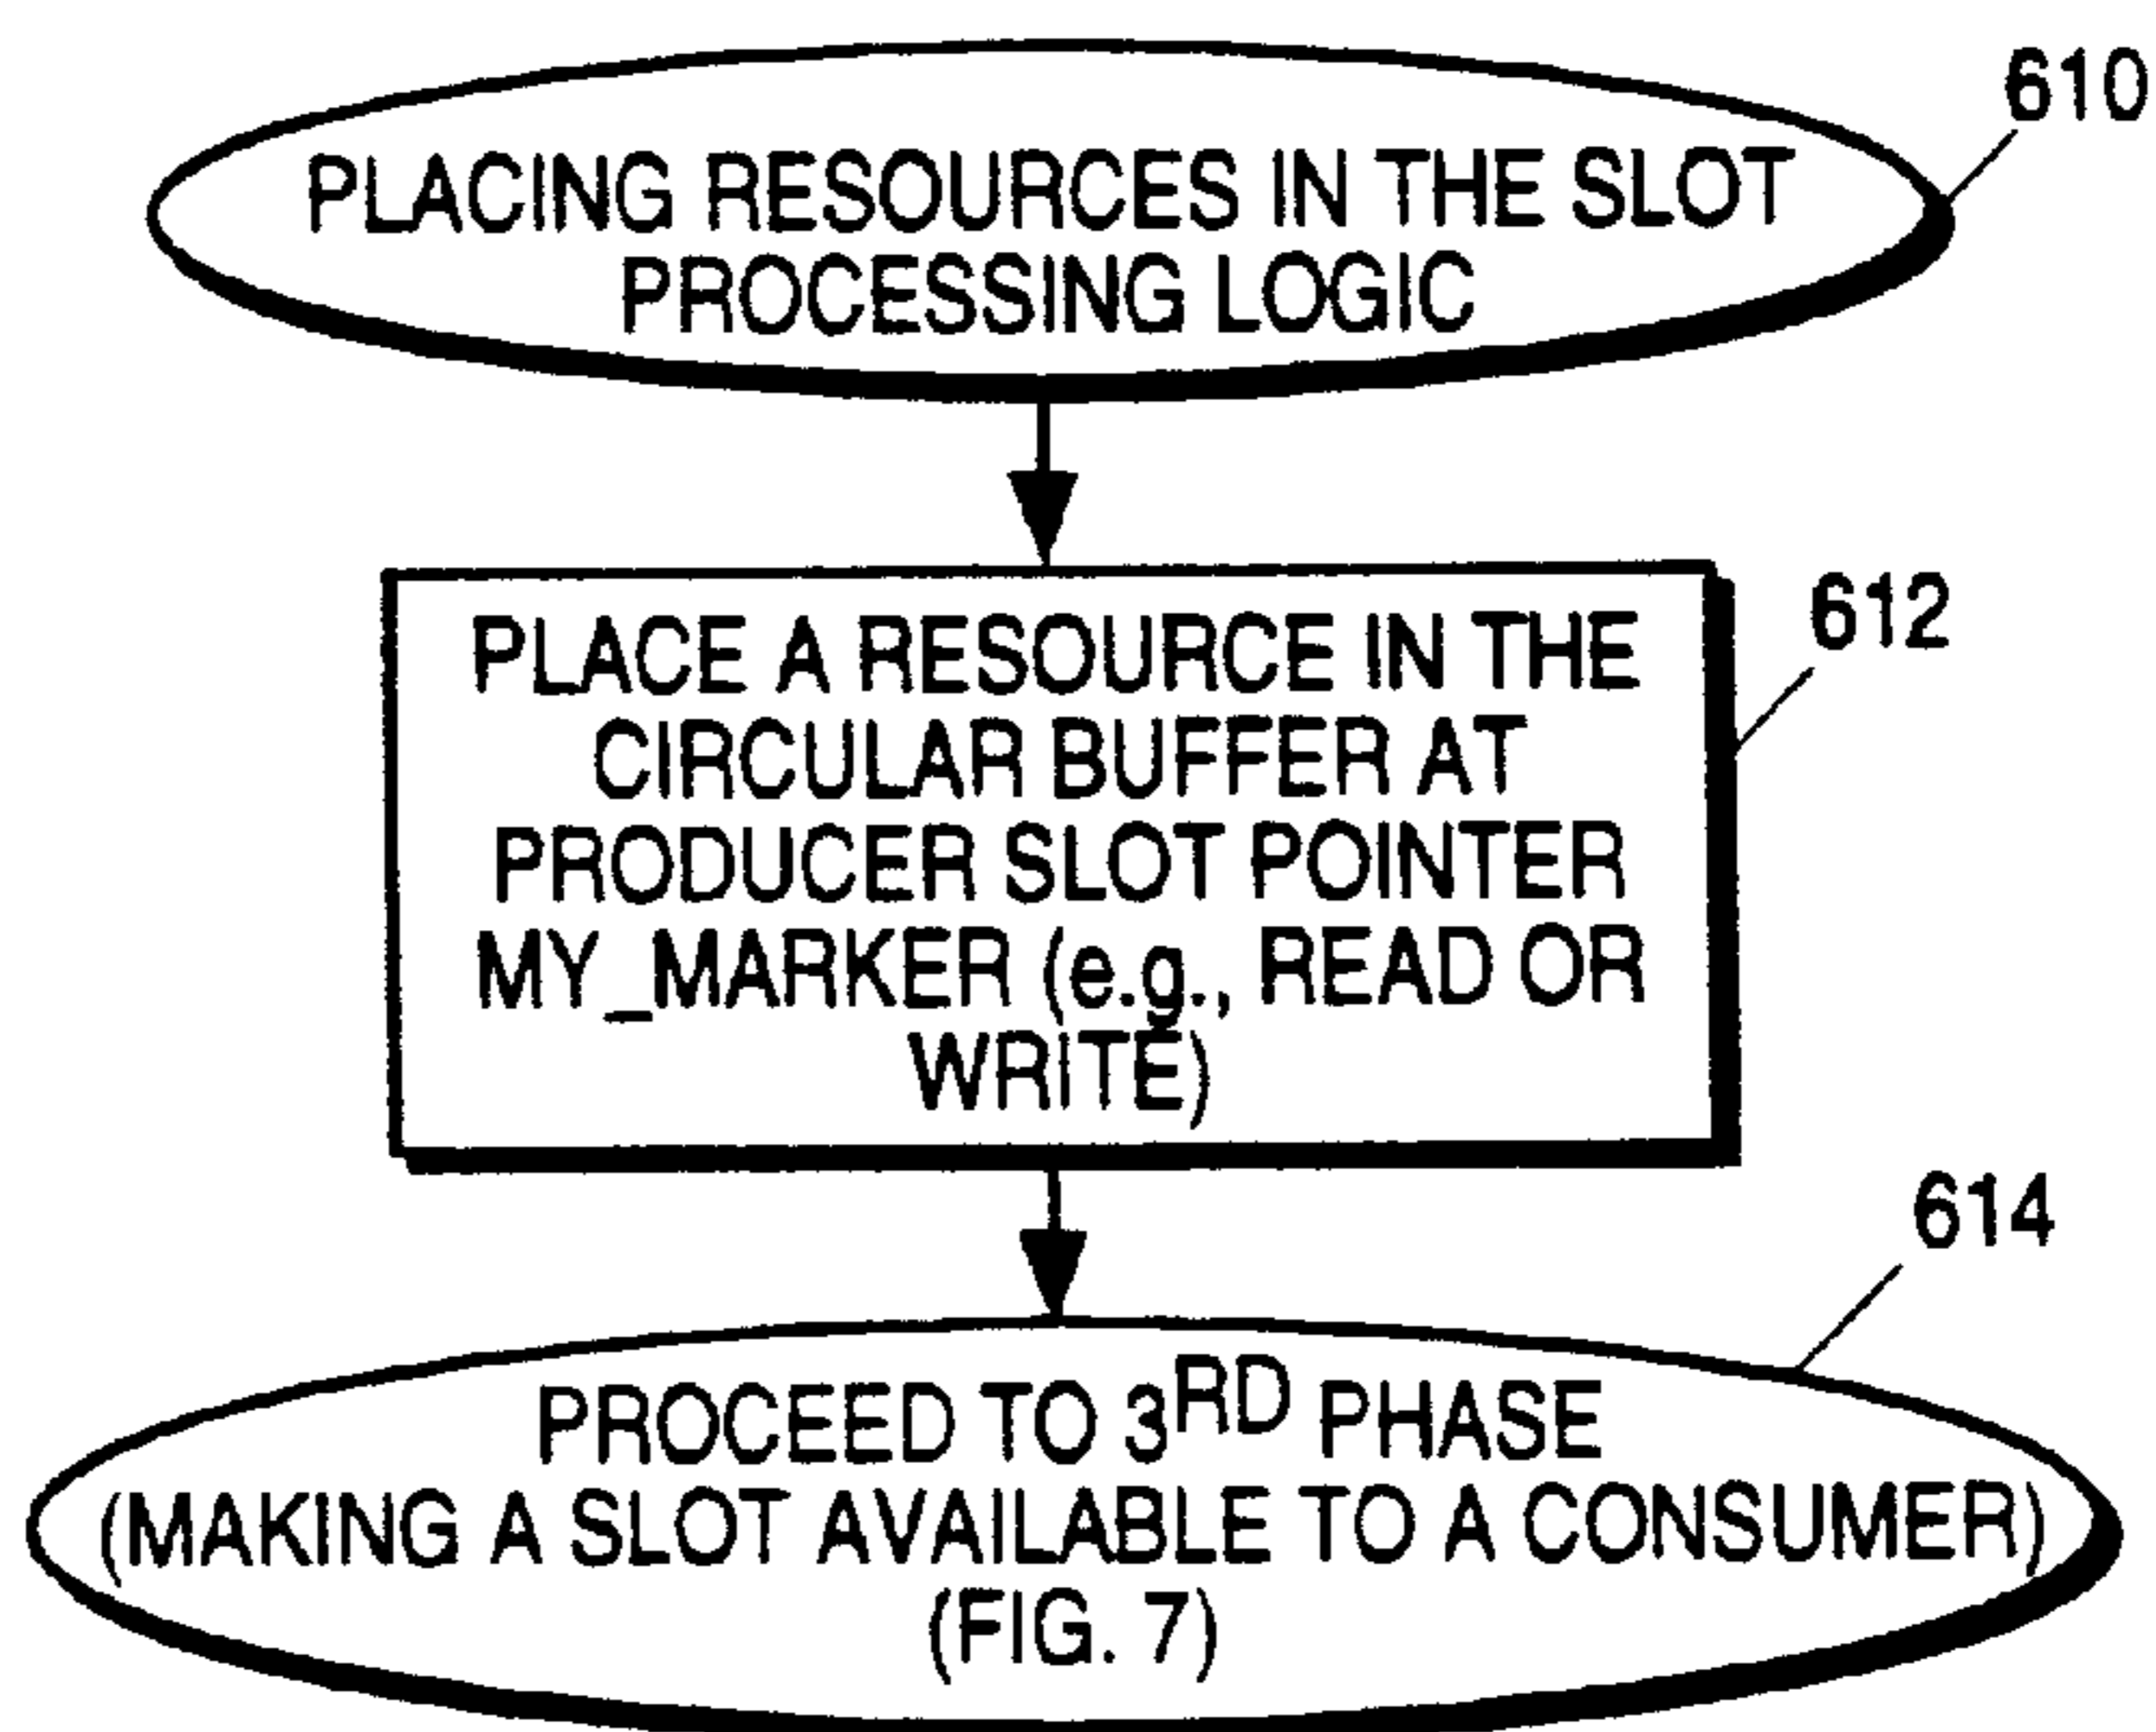 610
PLACING RESOURCES IN THE SLOT
PROCESSING LOGIC
612
PLACE A RESOURCE IN THE
CIRCULAR BUFFER AT
PRODUCER SLOT POINTER
MY_MARKER (e.g., READ OR
WRITE)
614
PROCEED TO 3RD PHASE
(MAKING A SLOT AVAILABLE TO A CONSUMER)
(FIG. 7)